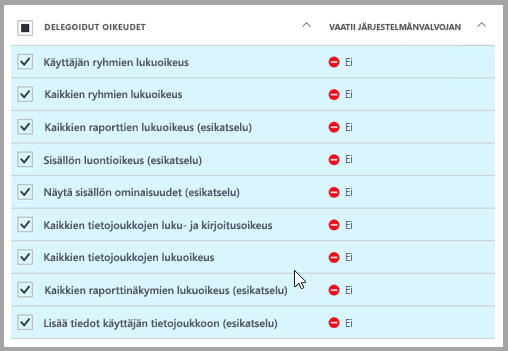 DELEGOIDUT OIKEUDET VAATII JÄRJESTELMÄNVALVOJAN
Käyttäjän ryhmien lukuoikeus Ei
Kaikkien ryhmien lukuoikeus Ei
Kaikkien raporttien lukuoikeus (esikatselu) Ei
Sisällön luontioikeus (esikatselu) Ei
Näytä sisällön ominaisuudet (esikatselu) Ei
Kaikkien tietojoukkojen luku- ja kirjoitusoikeus Ei
Kaikkien tietojoukkojen lukuoikeus Ei
Kaikkien raporttinäkymien lukuoikeus (esikatselu) Ei
Lisää tiedot käyttäjän tietojoukkoon (esikatselu) Ei